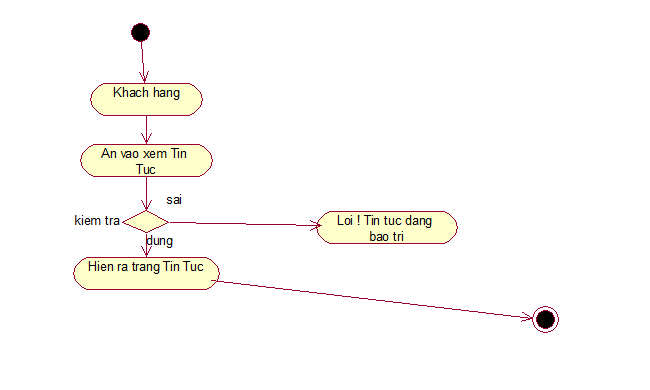 Khach hang
An vao xem Tin
Tuc
sai
kiem tra
Loi ! Tin tuc dang
bao tri
dung
Hien ra trang Tin Tuc